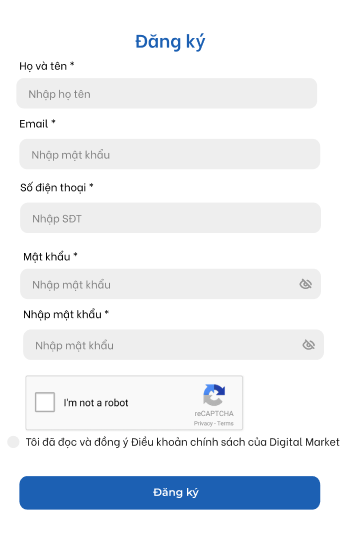 Đăng ký
Họ và tên *
Nhập họ tên
Email *
Nhập mật khẩu
Số điện thoại *
Nhập SĐT
Mật khẩu *
Nhập mật khẩu
Nhập mật khẩu *
Nhập mật khẩu
I'm not a robot
reCAPTCHA
Privacy - Terms
Tôi đã đọc và đồng ý Điều khoản chính sách của Digital Market
Đăng ký